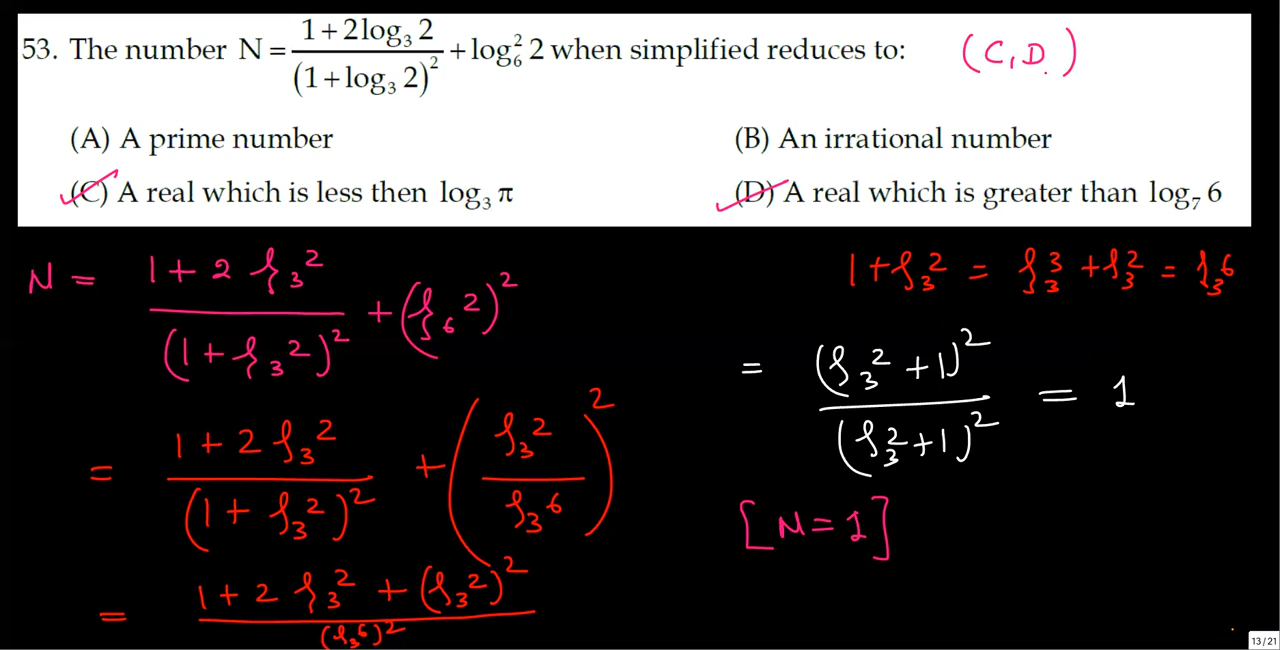 53. The number N = (1 + 2log₃ 2)/(1 + log₃ 2)² + log₆² 2 when simplified reduces to: (C, D.)
(A) A prime number (B) An irrational number
(C) A real which is less then log₃ π (D) A real which is greater than log₇ 6
N = (1 + 2 log₃ 2)/(1 + log₃ 2)² + (log₆ 2)²
= (1 + 2 log₃ 2)/(1 + log₃ 2)² + (log₃ 2/log₃ 6)²
= (1 + 2 log₃ 2 + (log₃ 2)²)/(log₃ 6)²
1 + log₃ 2 = log₃ 3 + log₃ 2 = log₃ 6
= (log₃ 2 + 1)²/(log₃ 2 + 1)² = 1
[N = 1]
13 / 21